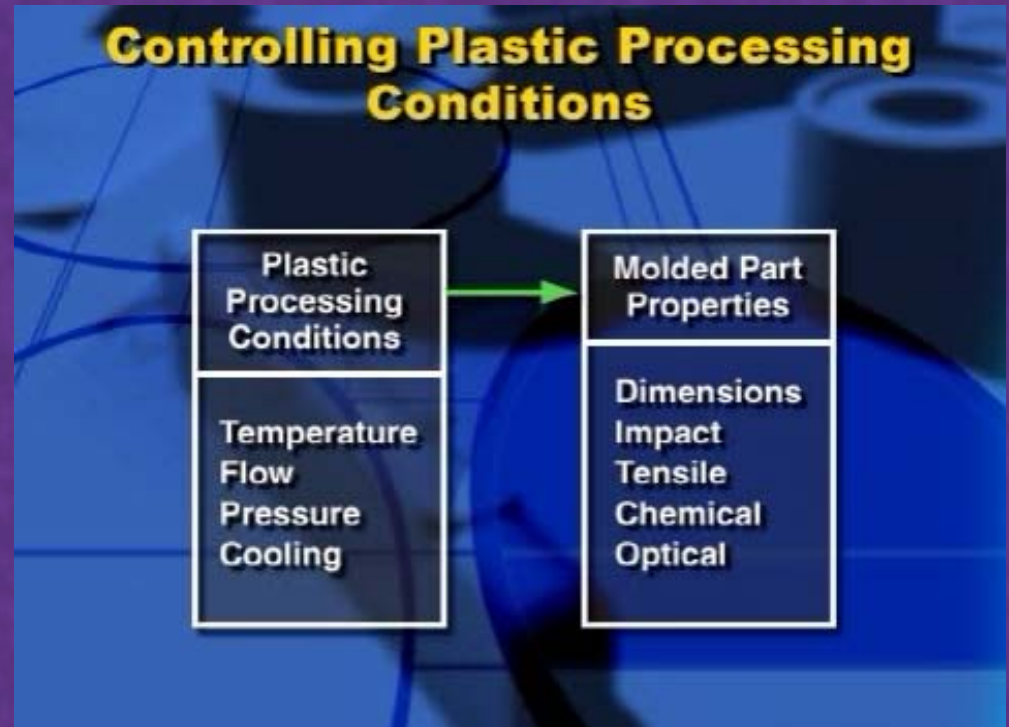 Controlling Plastic Processing
Conditions
Plastic
Processing
Conditions
Temperature
Flow
Pressure
Cooling
Molded Part
Properties
Dimensions
Impact
Tensile
Chemical
Optical